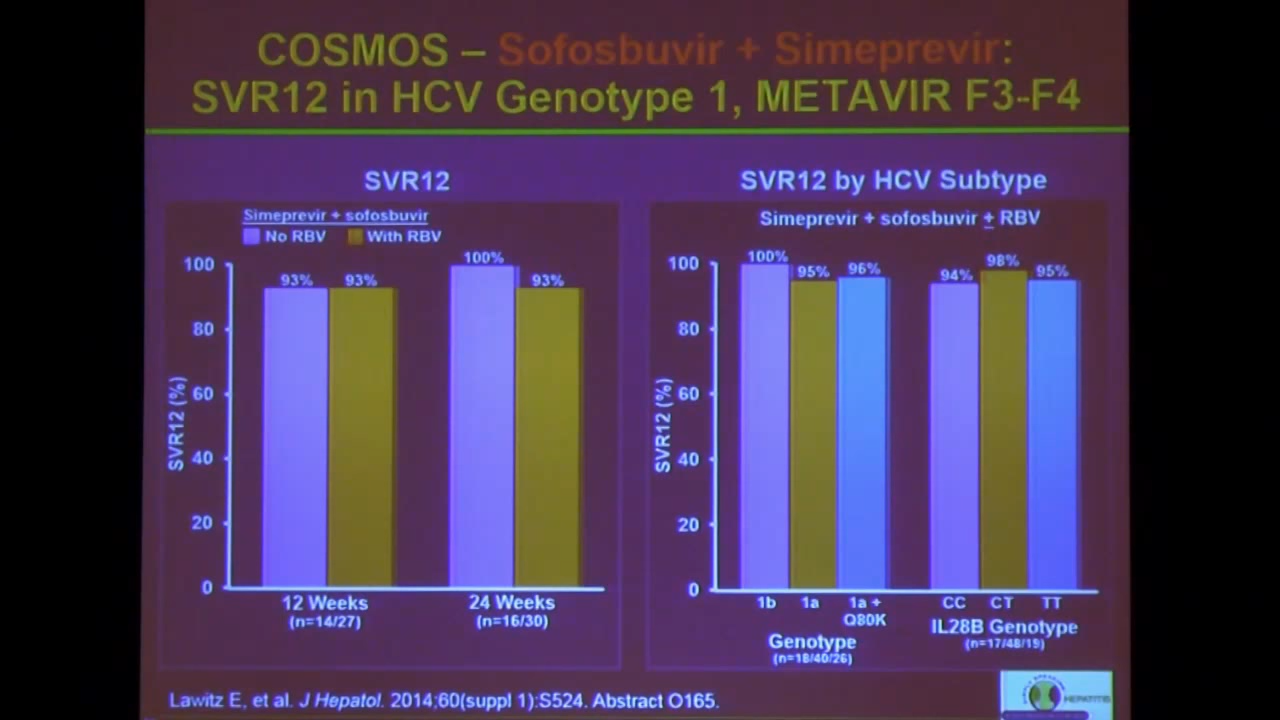 COSMOS – Sofosbuvir + Simeprevir:
SVR12 in HCV Genotype 1, METAVIR F3-F4
SVR12
Simeprevir + sofosbuvir
No RBV
With RBV
SVR12 (%)
100
80
60
40
20
0
93%
93%
100%
93%
12 Weeks
(n=14/27)
24 Weeks
(n=16/30)
SVR12 by HCV Subtype
Simeprevir + sofosbuvir ± RBV
SVR12 (%)
100
80
60
40
20
0
100%
95%
96%
94%
98%
95%
1b
1a
1a +
Q80K
CC
CT
TT
Genotype
(n=18/40/26)
IL28B Genotype
(n=17/48/19)
Lawitz E, et al. J Hepatol. 2014;60(suppl 1):S524. Abstract O165.
HEPATITIS